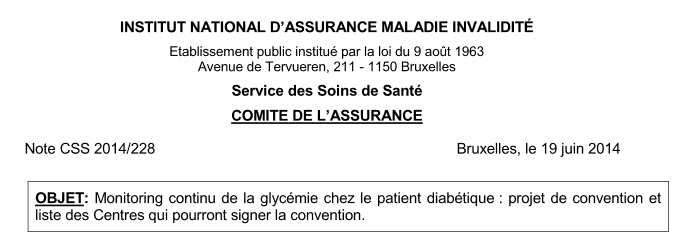 INSTITUT NATIONAL D'ASSURANCE MALADIE INVALIDITÉ
Etablissement public institué par la loi du 9 août 1963
Avenue de Tervueren, 211 - 1150 Bruxelles
Service des Soins de Santé
COMITE DE L'ASSURANCE
Note CSS 2014/228 Bruxelles, le 19 juin 2014
OBJET: Monitoring continu de la glycémie chez le patient diabétique : projet de convention et
liste des Centres qui pourront signer la convention.